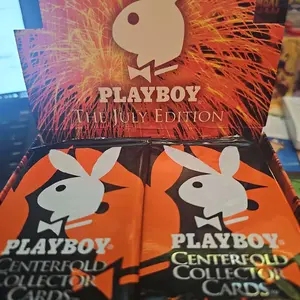 PLAYBOY
THE JULY EDITION
PLAYBOY
CENTERFOLD
COLLECTOR
CARDS
PLAYBOY
CENTERFOLD
COLLECTOR
CARDS